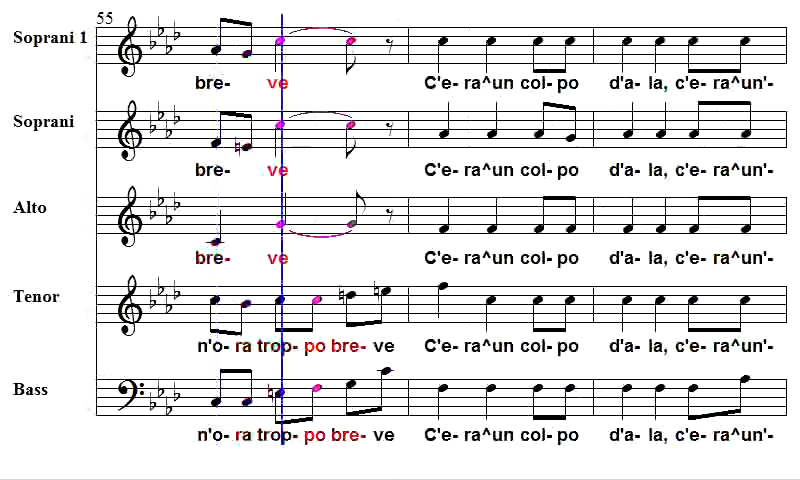 55
Soprani 1
bre- ve C'e- ra^un col- po d'a- la, c'e- ra^un'-
Soprani
bre- ve C'e- ra^un col- po d'a- la, c'e- ra^un'-
Alto
bre- ve C'e- ra^un col- po d'a- la, c'e- ra^un'-
Tenor
n'o- ra trop- po bre- ve C'e- ra^un col- po d'a- la, c'e- ra^un'-
Bass
n'o- ra trop- po bre- ve C'e- ra^un col- po d'a- la, c'e- ra^un'-